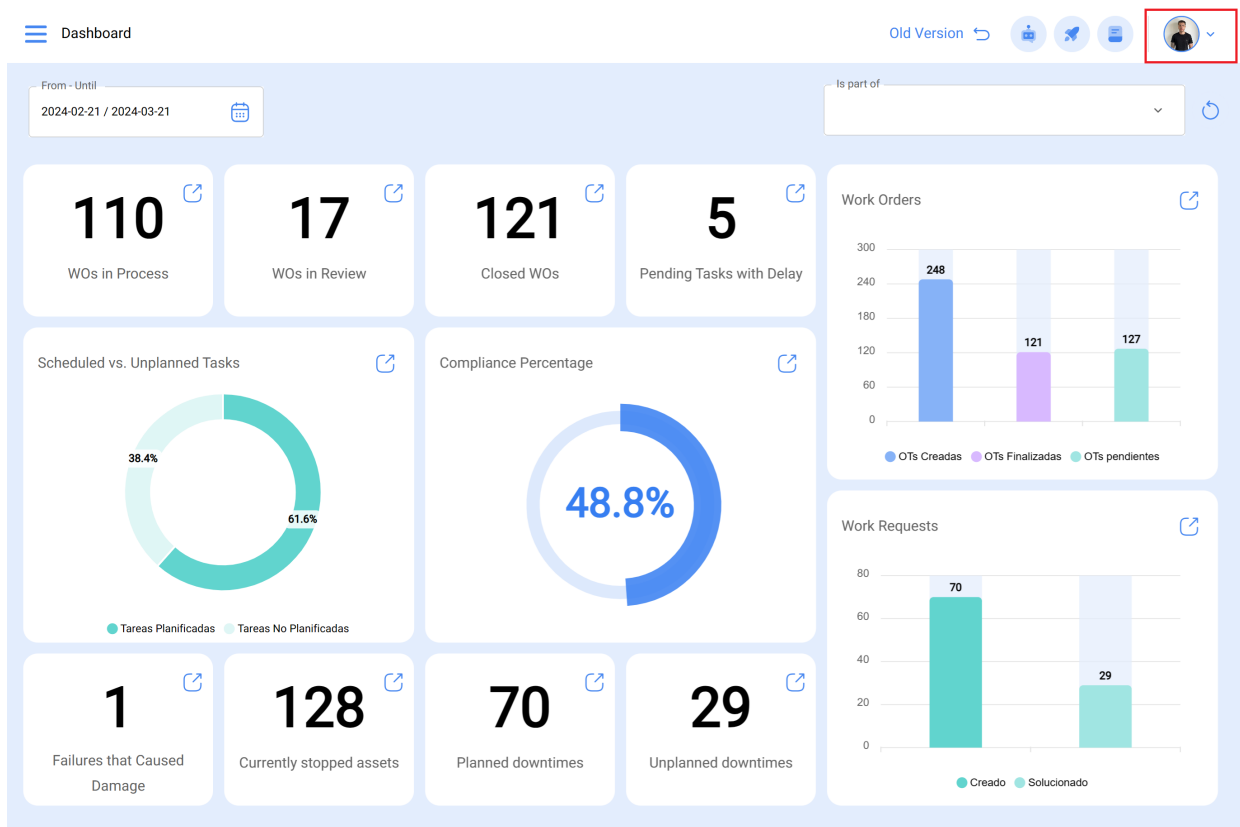 Dashboard
Old Version
From - Until
2024-02-21 / 2024-03-21
Is part of
110
WOs in Process
17
WOs in Review
121
Closed WOs
5
Pending Tasks with Delay
Work Orders
300
240
180
120
60
0
248
121
127
OTs Creadas
OTs Finalizadas
OTs pendientes
Scheduled vs. Unplanned Tasks
38.4%
61.6%
Tareas Planificadas
Tareas No Planificadas
Compliance Percentage
48.8%
Work Requests
80
60
40
20
0
70
29
Creado
Solucionado
1
Failures that Caused
Damage
128
Currently stopped assets
70
Planned downtimes
29
Unplanned downtimes